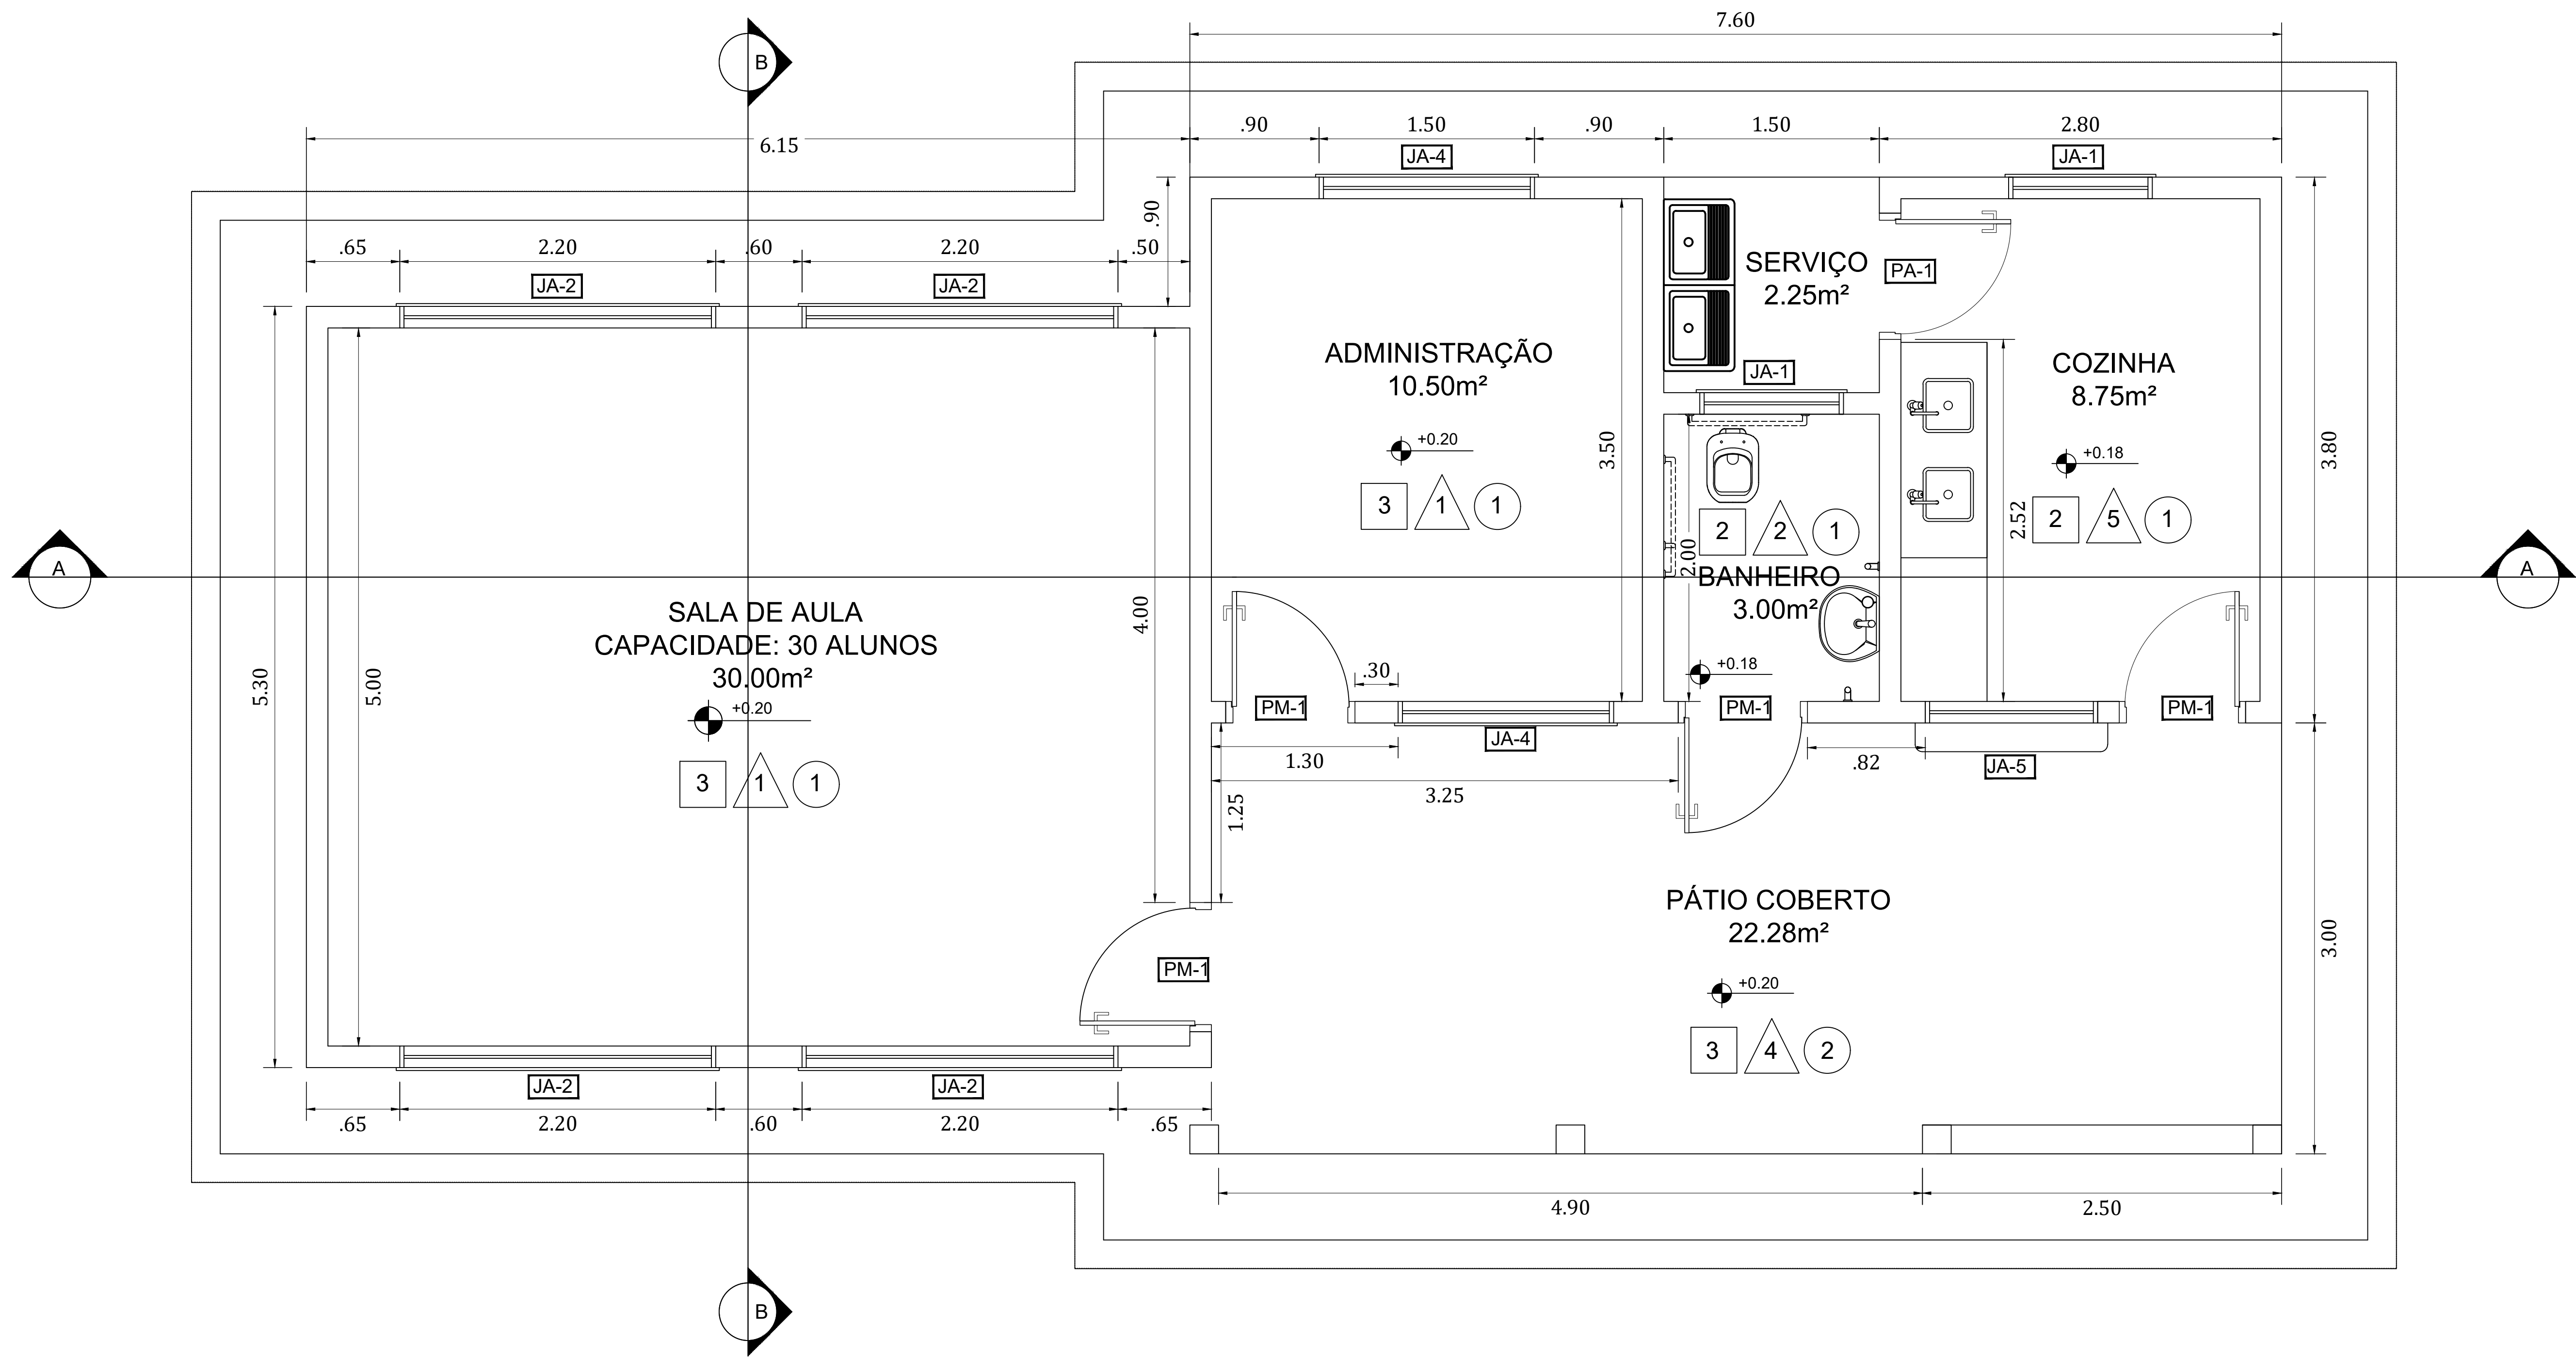 7.60
B
.90
1.50
.90
1.50
2.80
6.15
JA-4
JA-1
.90
.65
2.20
.60
2.20
.50
JA-2
JA-2
SERVIÇO
2.25m²
PA-1
ADMINISTRAÇÃO
10.50m²
COZINHA
8.75m²
JA-1
+0.20
3.50
+0.18
3.80
3
1
1
2.52
2
5
1
2
2
1
2.00
A
A
BANHEIRO
3.00m²
4.00
SALA DE AULA
CAPACIDADE: 30 ALUNOS
30.00m²
+0.20
5.30
5.00
.30
+0.18
PM-1
PM-1
PM-1
JA-4
1.30
.82
JA-5
3
1
1
3.25
1.25
PÁTIO COBERTO
22.28m²
3.00
PM-1
+0.20
3
4
2
JA-2
JA-2
.65
2.20
.60
2.20
.65
4.90
2.50
B